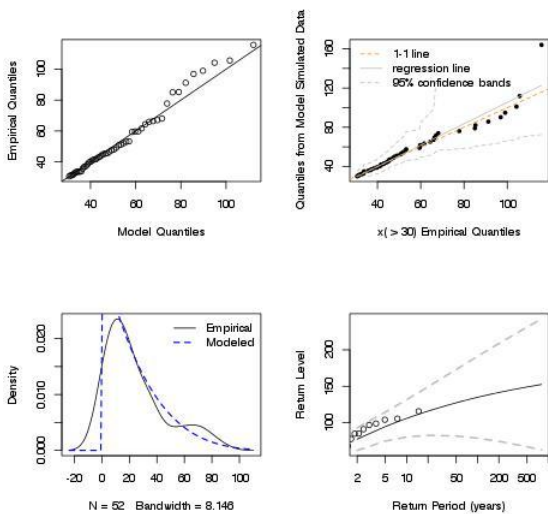 Empirical Quantiles
100
80
60
40
40 60 80 100
Model Quantiles
Quantiles from Model Simulated Data
160
120
80
40
1-1 line
regression line
95% confidence bands
40 60 80 100
x( > 30) Empirical Quantiles
Density
0.020
0.010
0.000
Empirical
Modeled
-20 0 20 40 60 80 100
N = 52 Bandwidth = 8.146
Return Level
200
150
100
2 5 10 50 200 500
Return Period (years)